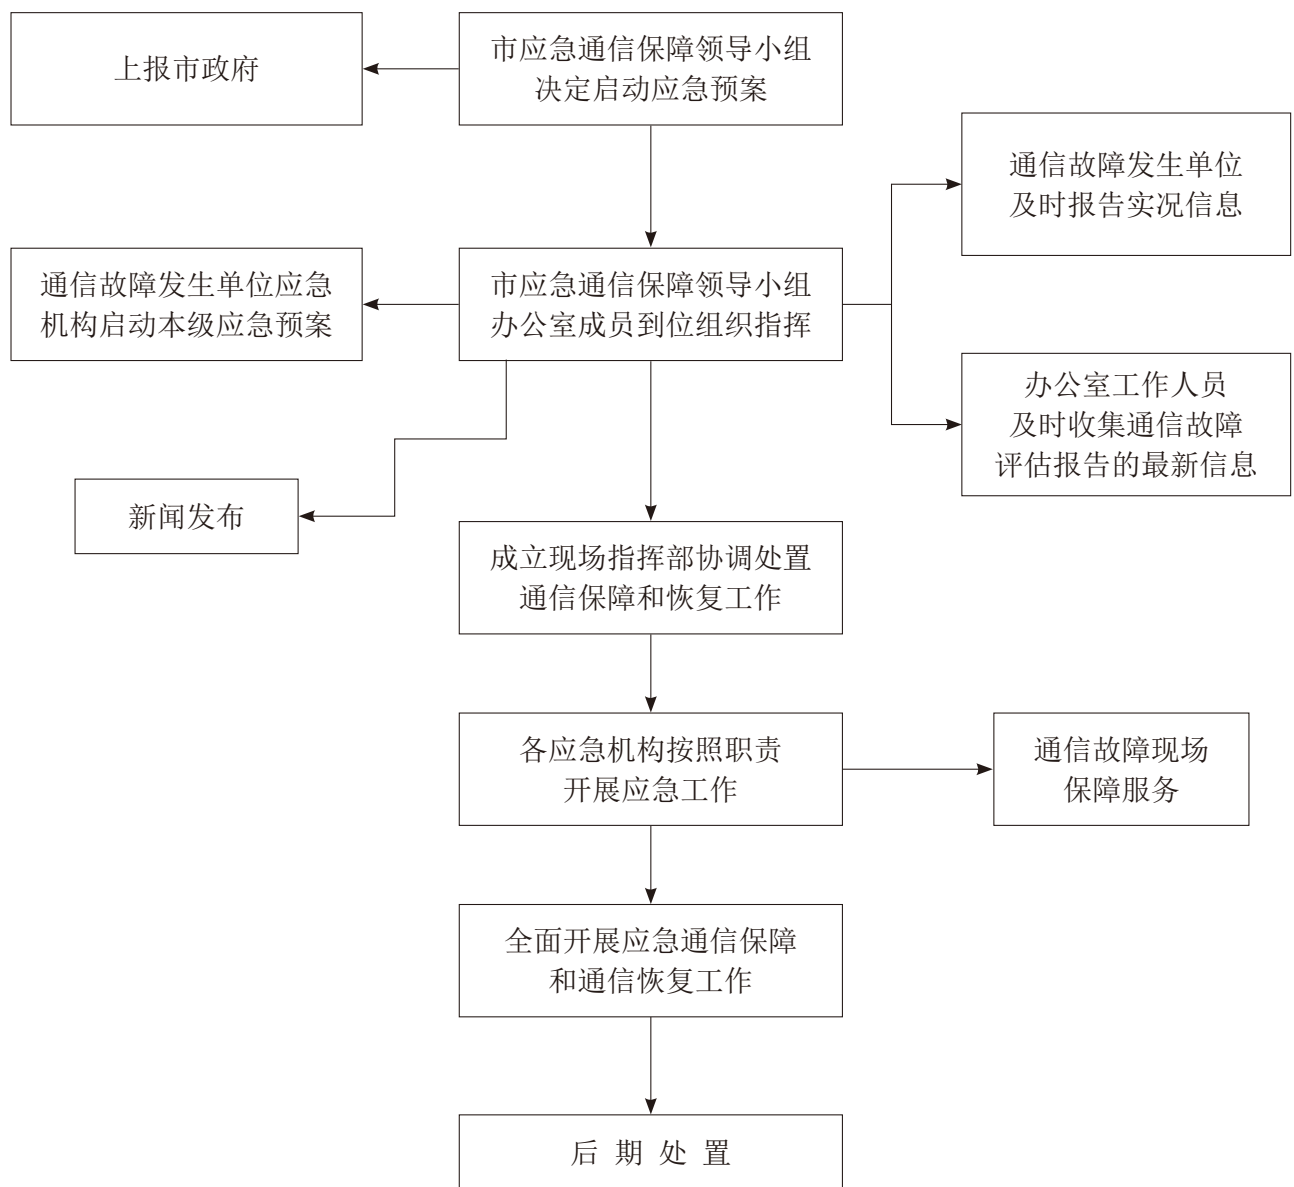 上报市政府
市应急通信保障领导小组
决定启动应急预案
通信故障发生单位
及时报告实况信息
通信故障发生单位应急
机构启动本级应急预案
市应急通信保障领导小组
办公室成员到位组织指挥
办公室工作人员
及时收集通信故障
评估报告的最新信息
新闻发布
成立现场指挥部协调处置
通信保障和恢复工作
各应急机构按照职责
开展应急工作
通信故障现场
保障服务
全面开展应急通信保障
和通信恢复工作
后期处置